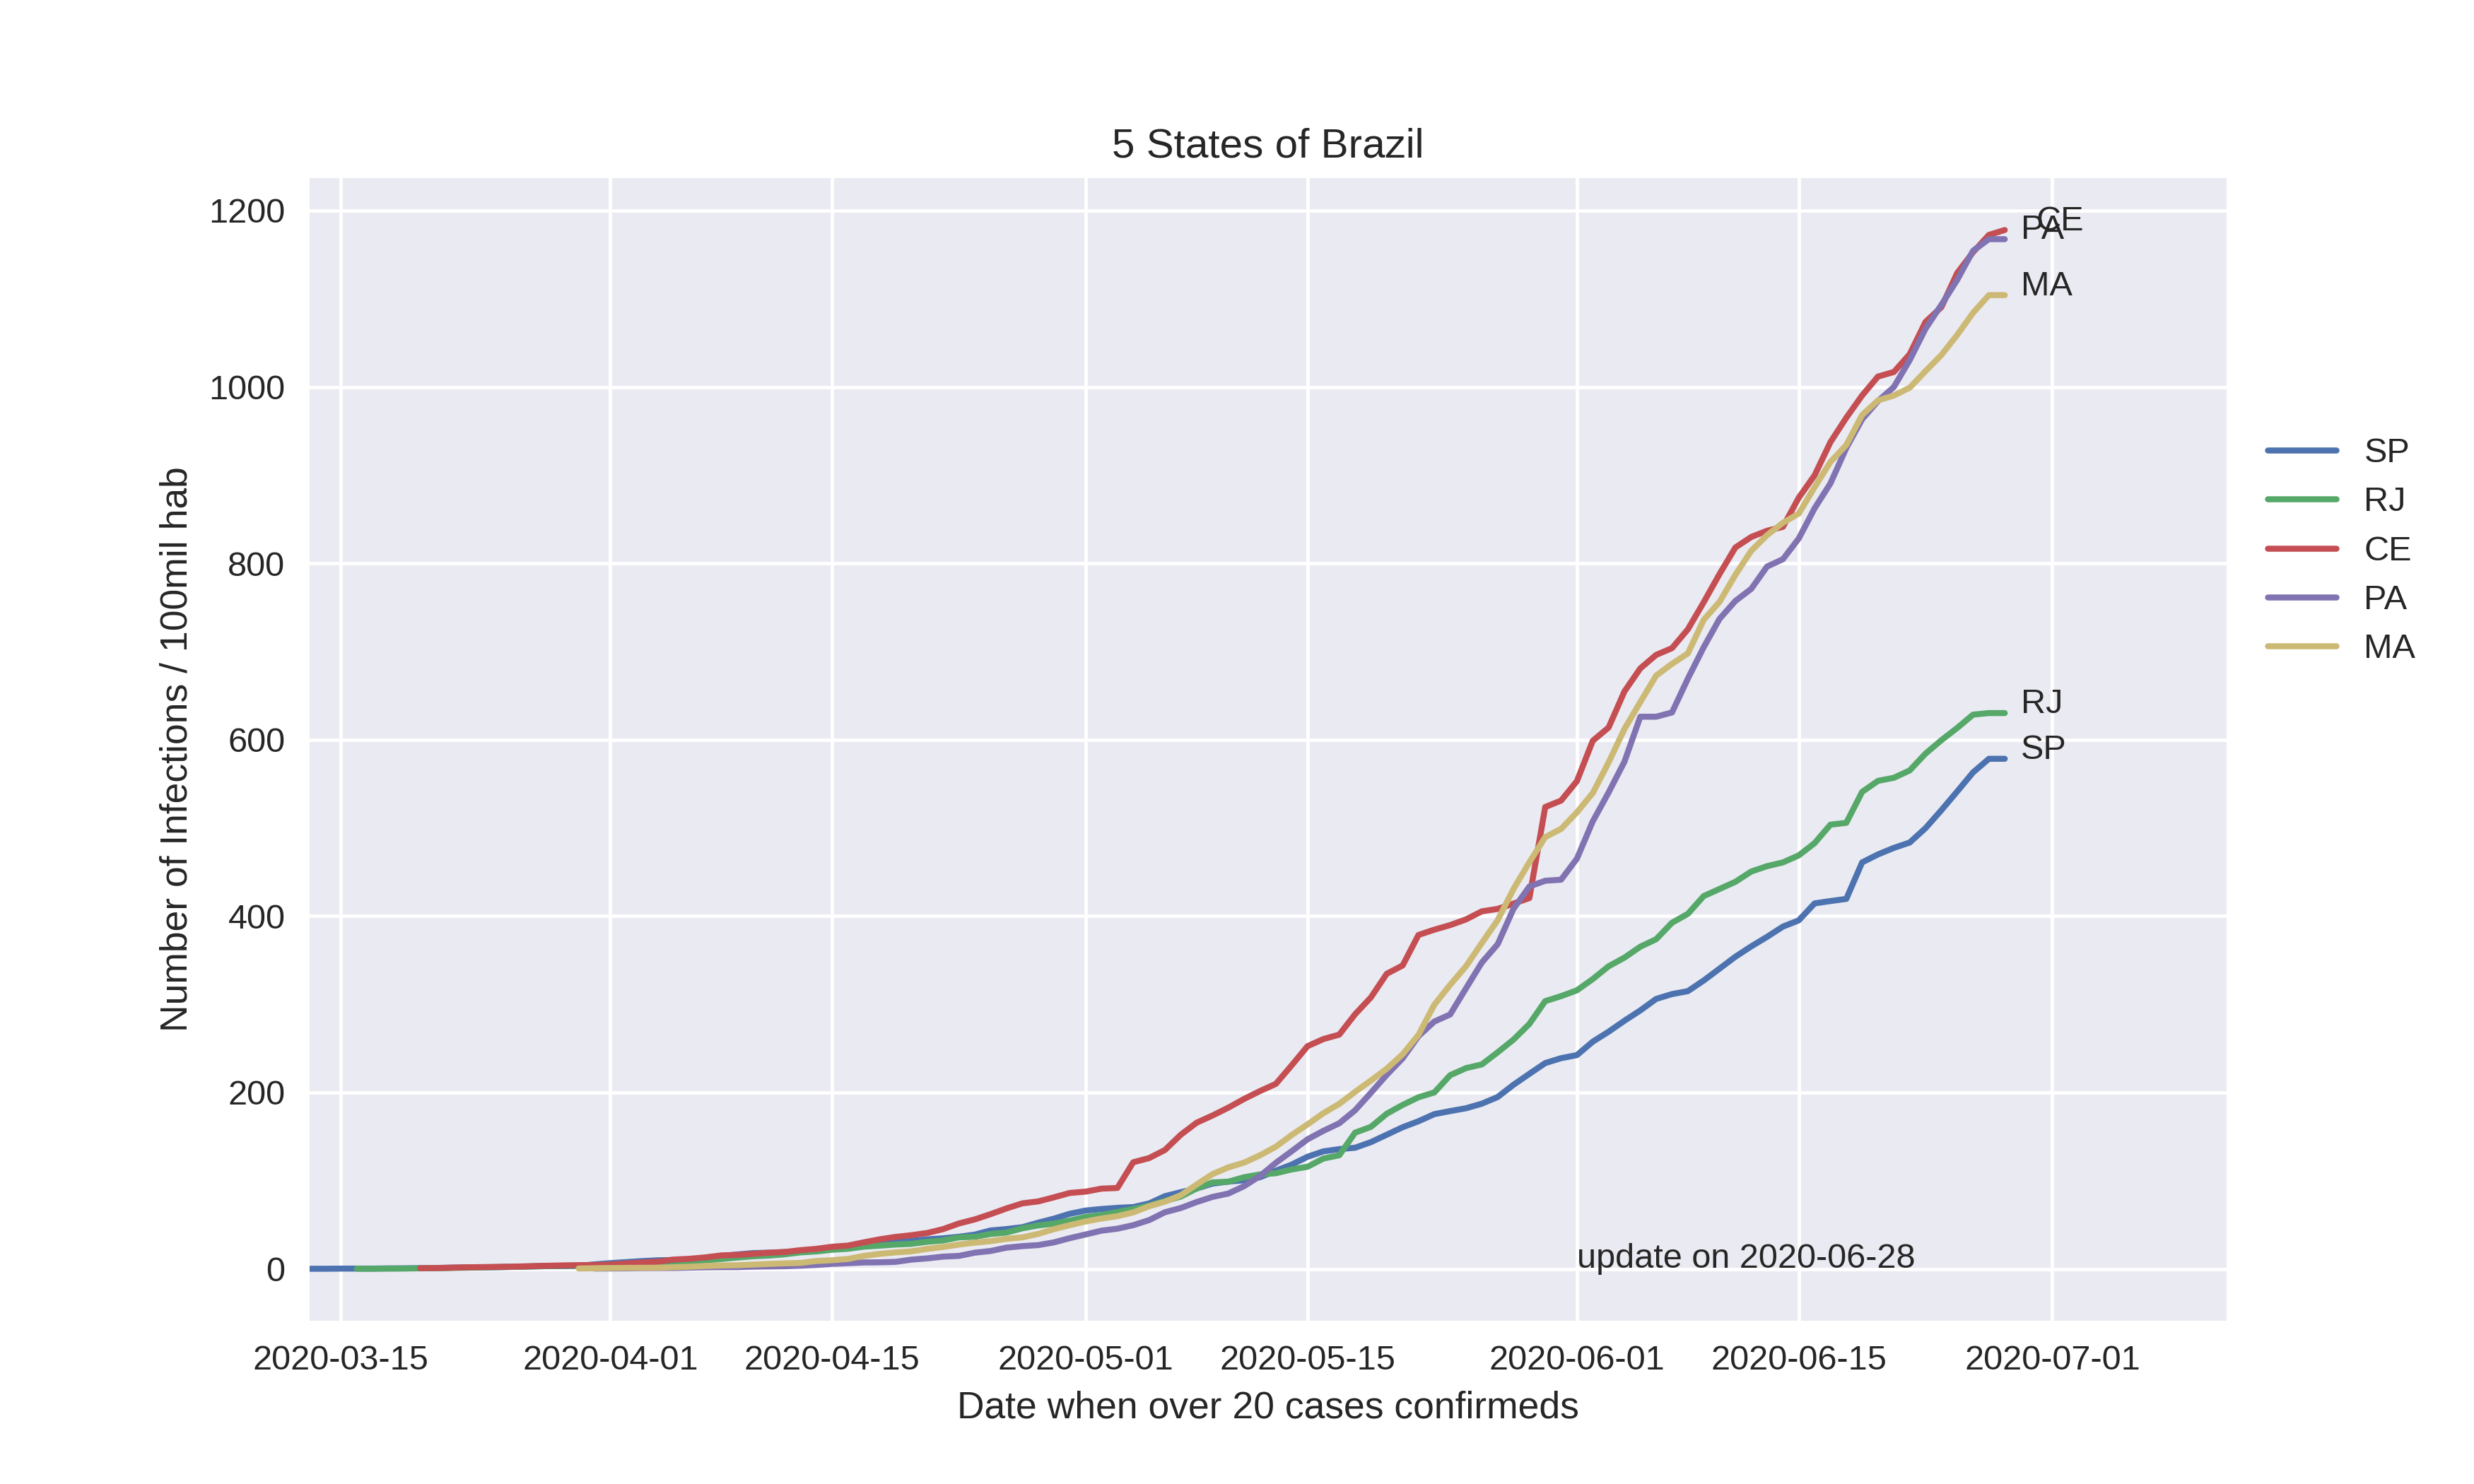 5 States of Brazil
Number of Infections / 100mil hab
1200
1000
800
600
400
200
0
CE
PA
MA
RJ
SP
update on 2020-06-28
SP
RJ
CE
PA
MA
2020-03-15 2020-04-01 2020-04-15 2020-05-01 2020-05-15 2020-06-01 2020-06-15 2020-07-01
Date when over 20 cases confirmeds